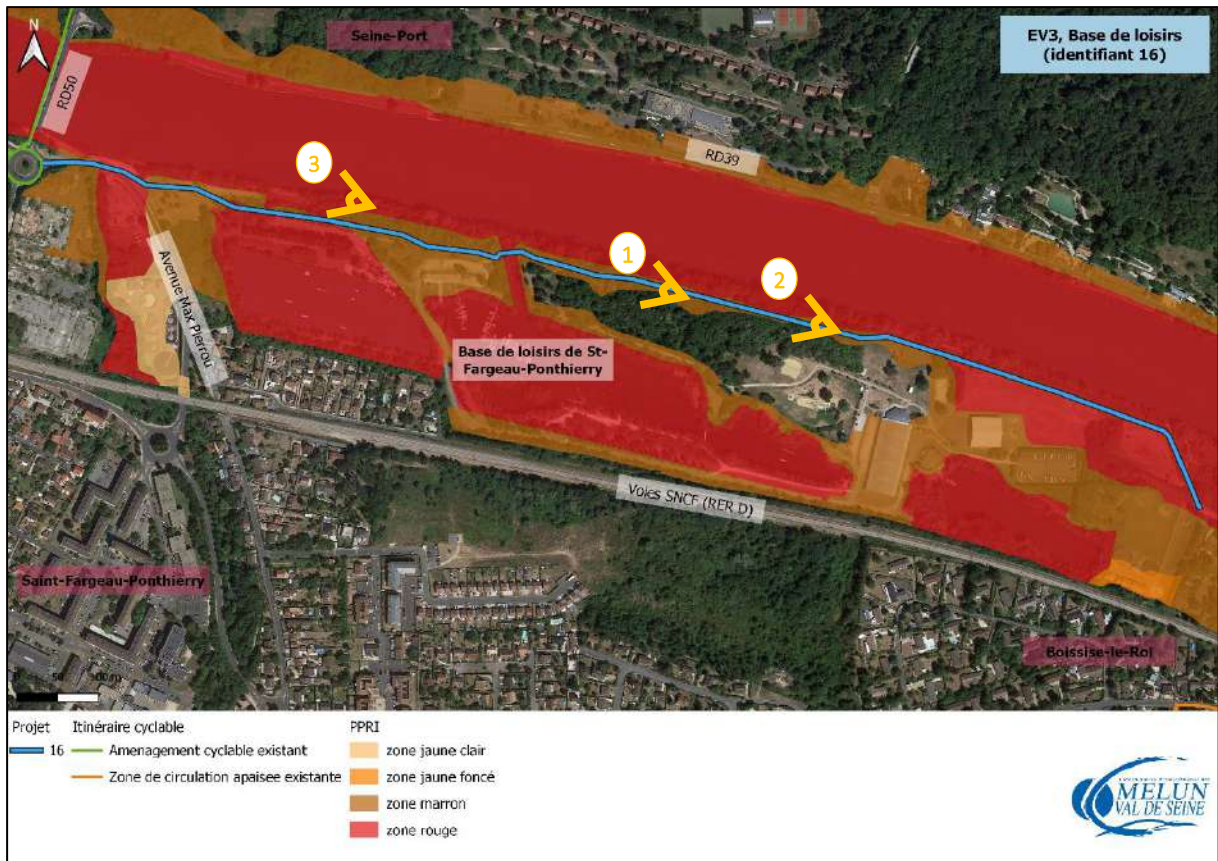 N
Seine-Port
EV3, Base de loisirs
(identifiant 16)
RD50
RD39
3
1
2
Avenue Max Pierrou
Base de loisirs de St-
Fargeau-Ponthierry
Voies SNCF (RER D)
Saint-Fargeau-Ponthierry
Boissise-le-Roi
0 50 100 m
Projet
Itinéraire cyclable
PPRI
16
Aménagement cyclable existant
Zone de circulation apaisée existante
zone jaune clair
zone jaune foncé
zone marron
zone rouge
MELUN
VAL DE SEINE